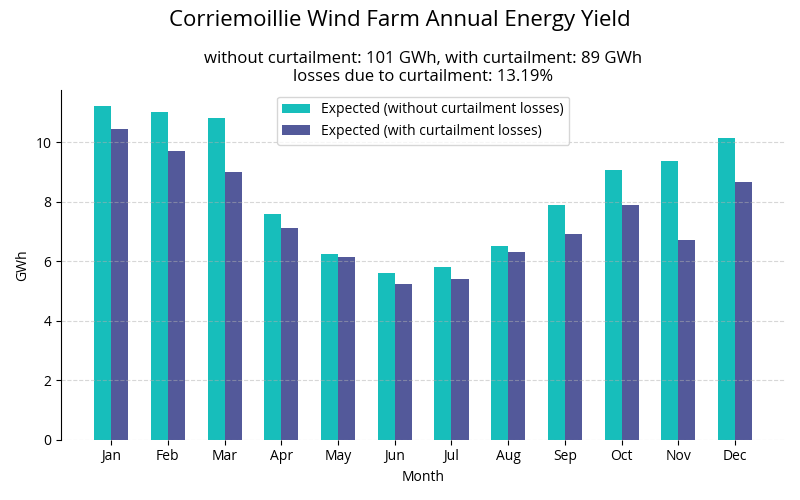 Corriemoillie Wind Farm Annual Energy Yield
without curtailment: 101 GWh, with curtailment: 89 GWh
losses due to curtailment: 13.19%
Expected (without curtailment losses)
Expected (with curtailment losses)
GWh
10
8
6
4
2
0
Jan Feb Mar Apr May Jun Jul Aug Sep Oct Nov Dec
Month